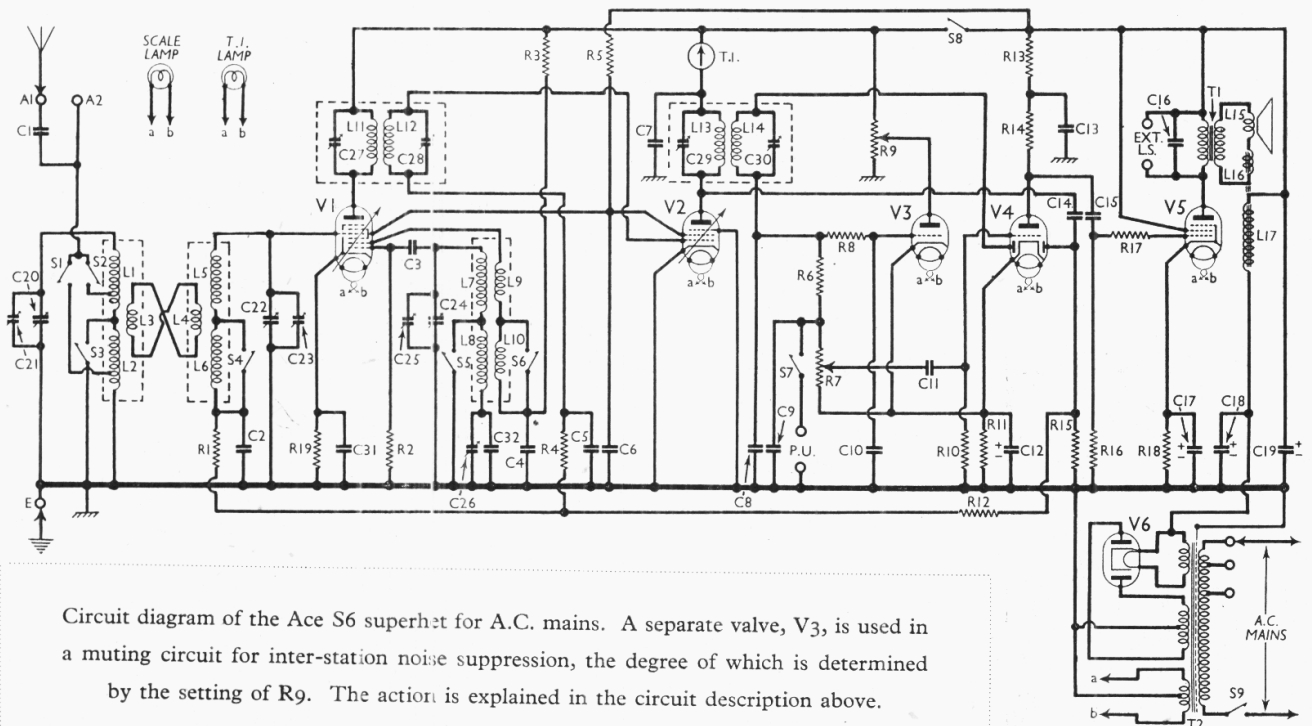 SCALE LAMP
T.I. LAMP
a b
a b
A1
A2
C1
R3
R5
T.I.
S8
R13
C16
T1
L15
L11
L12
C27
C28
C7
L13
L14
C29
C30
R9
R14
C13
EXT. L.S.
L16
V1
V2
V3
V4
C14
C15
V5
C20
S1
S2
L1
L5
C3
R8
R17
L17
L7
L9
R6
a b
a b
a b
a b
a b
C21
S3
L3
L4
L2
L6
S4
C22
C23
C25
C24
L8
L10
S5
S6
S7
R7
C11
R1
C2
R19
C31
R2
C32
C4
R4
C5
C6
C9
P.U.
C10
R10
R11
C12
R15
R16
R18
C17
C18
C19
+
−
+
−
+
−
+
−
E
C26
C8
R12
V6
A.C. MAINS
a
b
S9
T2
Circuit diagram of the Ace S6 superhet for A.C. mains. A separate valve, V3, is used in
a muting circuit for inter-station noise suppression, the degree of which is determined
by the setting of R9. The action is explained in the circuit description above.